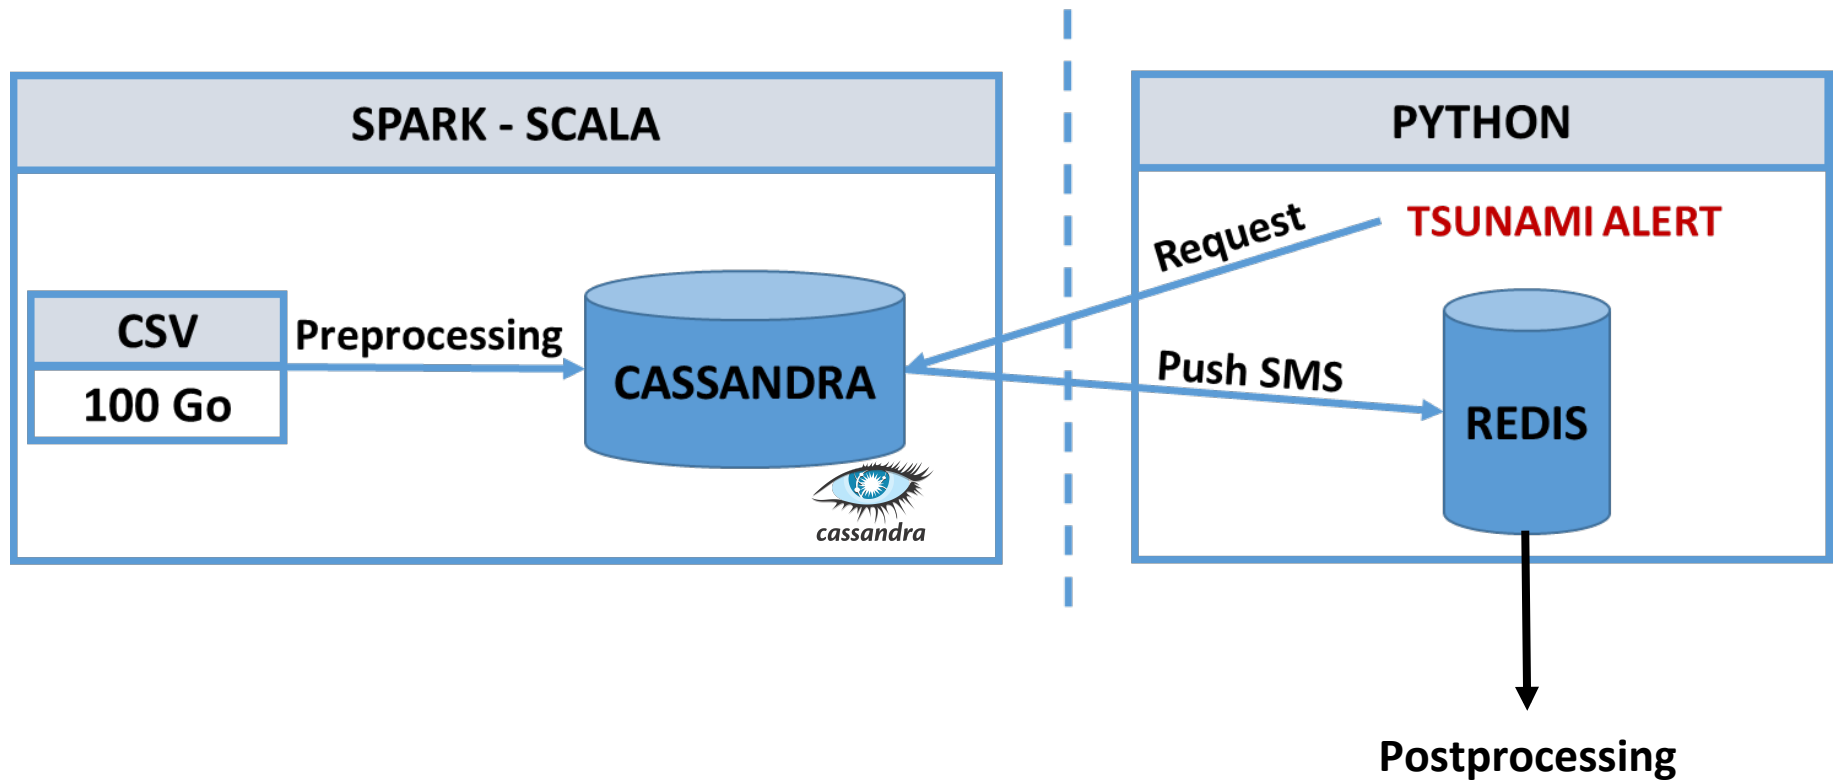 SPARK - SCALA
CSV
100 Go
Preprocessing
CASSANDRA
cassandra
PYTHON
TSUNAMI ALERT
Request
Push SMS
REDIS
Postprocessing